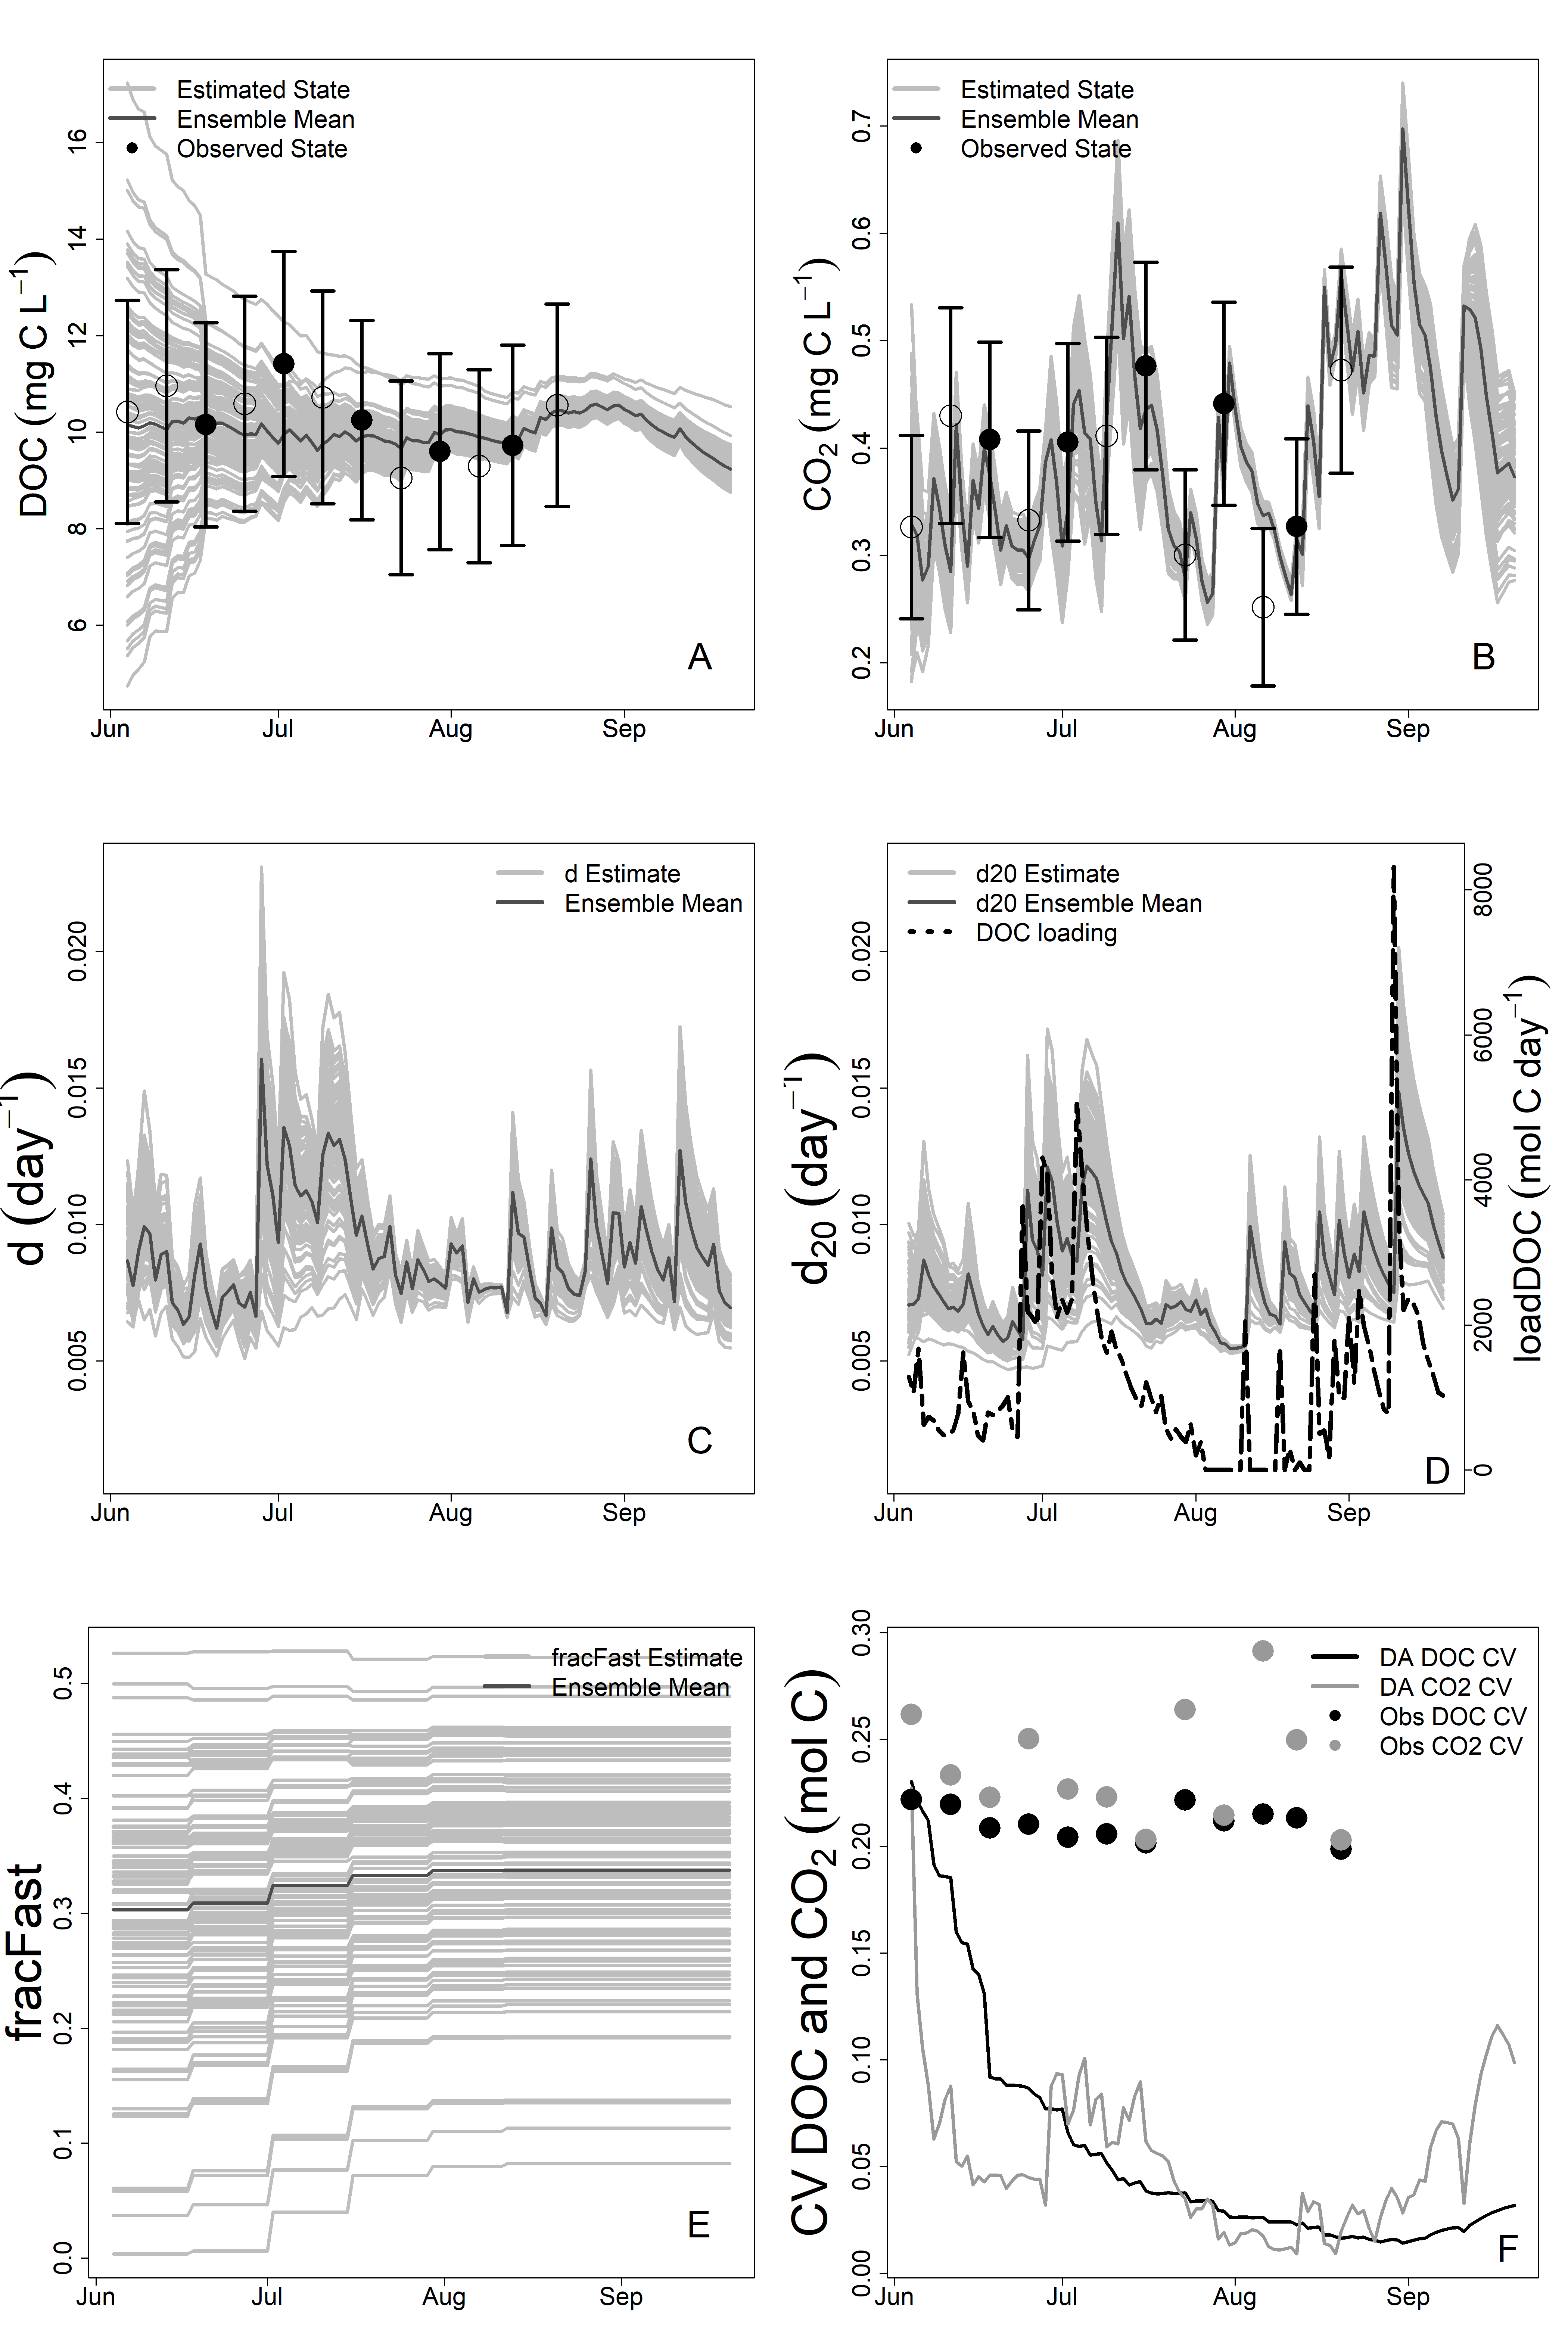 Estimated State
Ensemble Mean
Observed State
DOC (mg C L⁻¹)
6
8
10
12
14
16
Jun
Jul
Aug
Sep
A
Estimated State
Ensemble Mean
Observed State
CO₂ (mg C L⁻¹)
0.2
0.3
0.4
0.5
0.6
0.7
Jun
Jul
Aug
Sep
B
d Estimate
Ensemble Mean
d (day⁻¹)
0.005
0.010
0.015
0.020
Jun
Jul
Aug
Sep
C
d20 Estimate
d20 Ensemble Mean
DOC loading
d₂₀ (day⁻¹)
0.005
0.010
0.015
0.020
Jun
Jul
Aug
Sep
0
2000
4000
6000
8000
loadDOC (mol C day⁻¹)
D
fracFast Estimate
Ensemble Mean
fracFast
0.0
0.1
0.2
0.3
0.4
0.5
Jun
Jul
Aug
Sep
E
DA DOC CV
DA CO2 CV
Obs DOC CV
Obs CO2 CV
CV DOC and CO₂ (mol C)
0.00
0.05
0.10
0.15
0.20
0.25
0.30
Jun
Jul
Aug
Sep
F